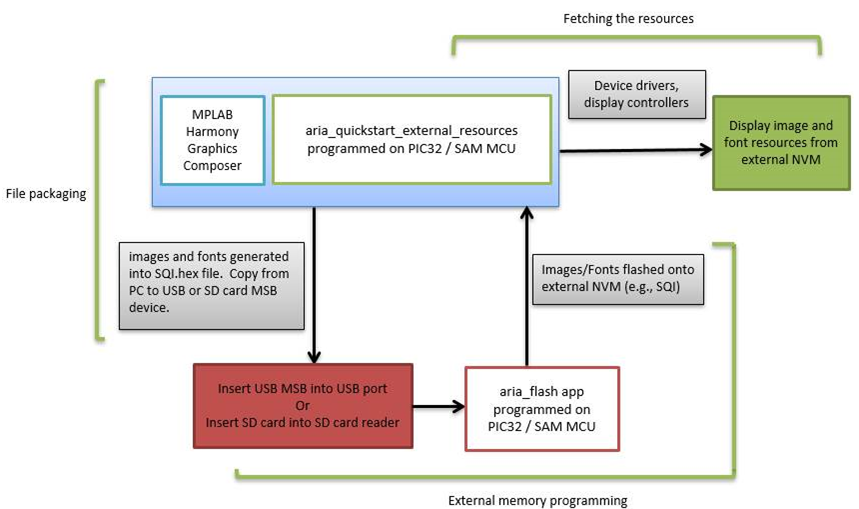 Fetching the resources
MPLAB
Harmony
Graphics
Composer
aria_quickstart_external_resources
programmed on PIC32 / SAM MCU
Device drivers,
display controllers
Display image and
font resources from
external NVM
File packaging
images and fonts generated
into SQI.hex file.  Copy from
PC to USB or SD card MSB
device.
Images/Fonts flashed onto
external NVM (e.g., SQI)
Insert USB MSB into USB port
Or
Insert SD card into SD card reader
aria_flash app
programmed on
PIC32 / SAM MCU
External memory programming